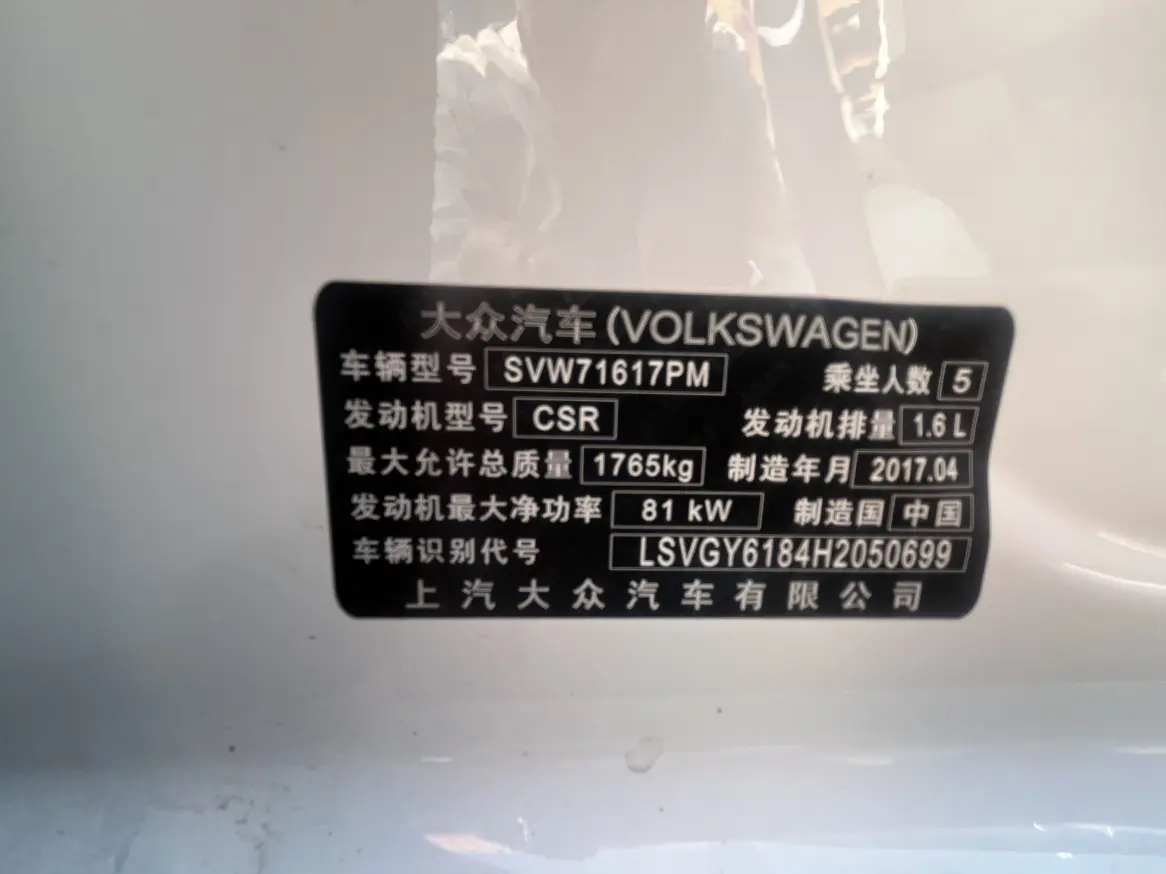 大众汽车(VOLKSWAGEN)
车辆型号 SVW71617PM 乘坐人数 5
发动机型号 CSR 发动机排量 1.6 L
最大允许总质量 1765kg 制造年月 2017.04
发动机最大净功率 81 kW 制造国 中国
车辆识别代号 LSVGY6184H2050699
上汽大众汽车有限公司